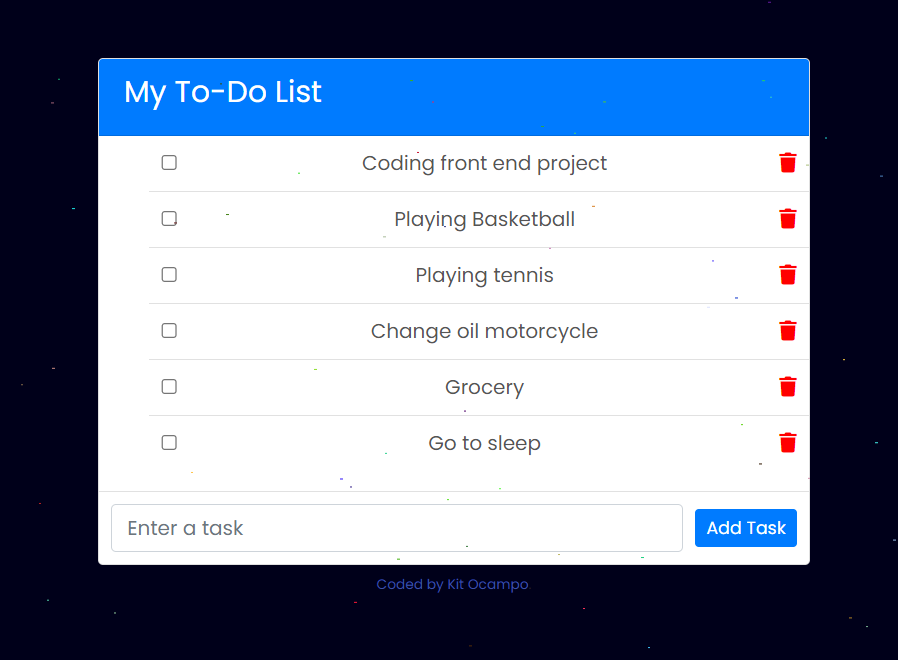 My To-Do List
Coding front end project
Playing Basketball
Playing tennis
Change oil motorcycle
Grocery
Go to sleep
Enter a task
Add Task
Coded by Kit Ocampo.